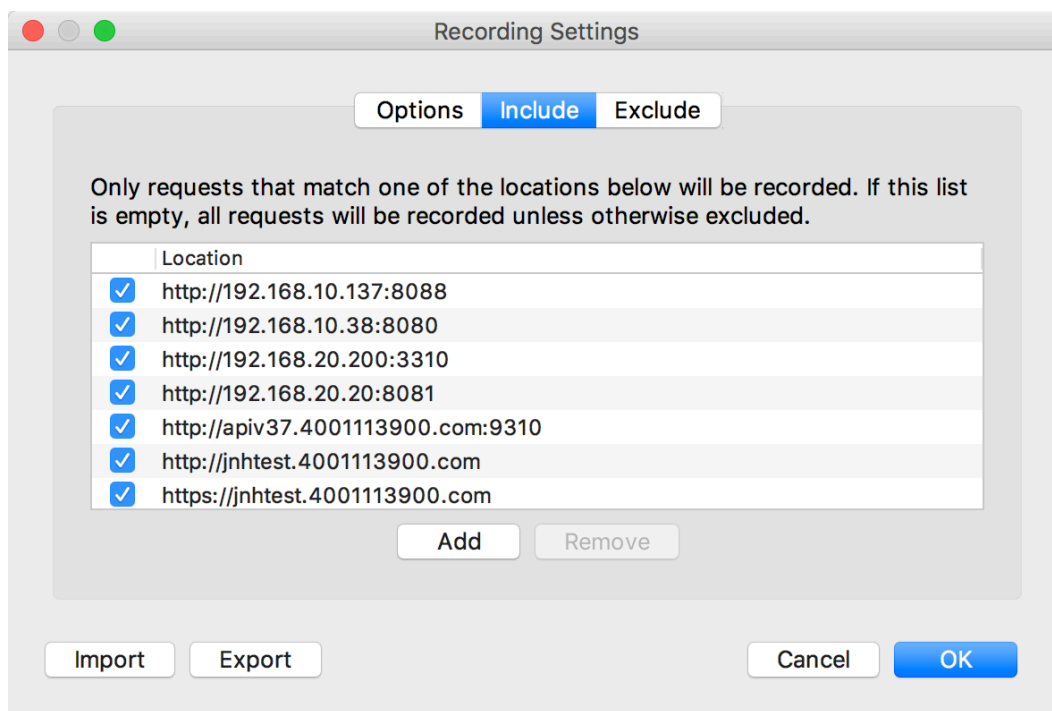 Recording Settings
Options Include Exclude
Only requests that match one of the locations below will be recorded. If this list
is empty, all requests will be recorded unless otherwise excluded.
Location
http://192.168.10.137:8088
http://192.168.10.38:8080
http://192.168.20.200:3310
http://192.168.20.20:8081
http://apiv37.4001113900.com:9310
http://jnhtest.4001113900.com
https://jnhtest.4001113900.com
Add Remove
Import Export Cancel OK